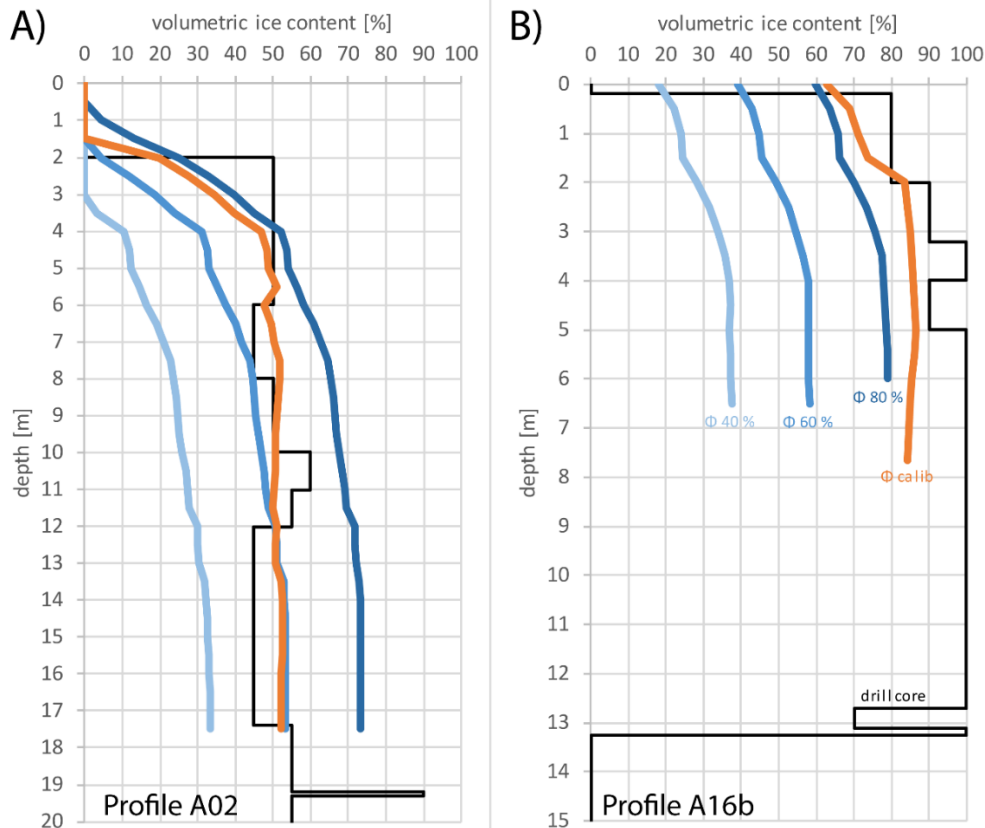 A)
volumetric ice content [%]
0 10 20 30 40 50 60 70 80 90 100
depth [m]
0
1
2
3
4
5
6
7
8
9
10
11
12
13
14
15
16
17
18
19
20
Profile A02
B)
volumetric ice content [%]
0 10 20 30 40 50 60 70 80 90 100
depth [m]
0
1
2
3
4
5
6
7
8
9
10
11
12
13
14
15
Φ 80 %
Φ 40 %
Φ 60 %
Φ calib
drill core
Profile A16b